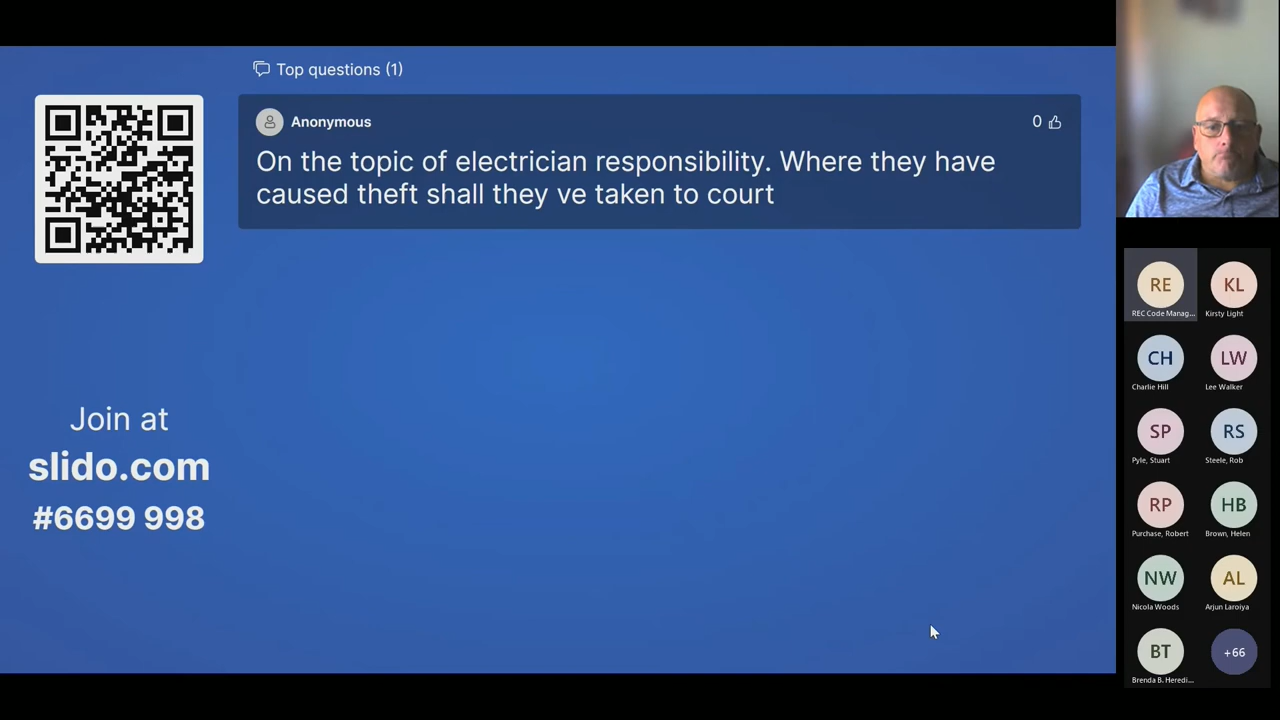 Top questions (1)
Anonymous
0
On the topic of electrician responsibility. Where they have
caused theft shall they ve taken to court
Join at
slido.com
#6699 998
RE
REC Code Manag...
KL
Kirsty Light
CH
Charlie Hill
LW
Lee Walker
SP
Pyle, Stuart
RS
Steele, Rob
RP
Purchase, Robert
HB
Brown, Helen
NW
Nicola Woods
AL
Arjun Laroiya
BT
Brenda B. Heredi...
+66